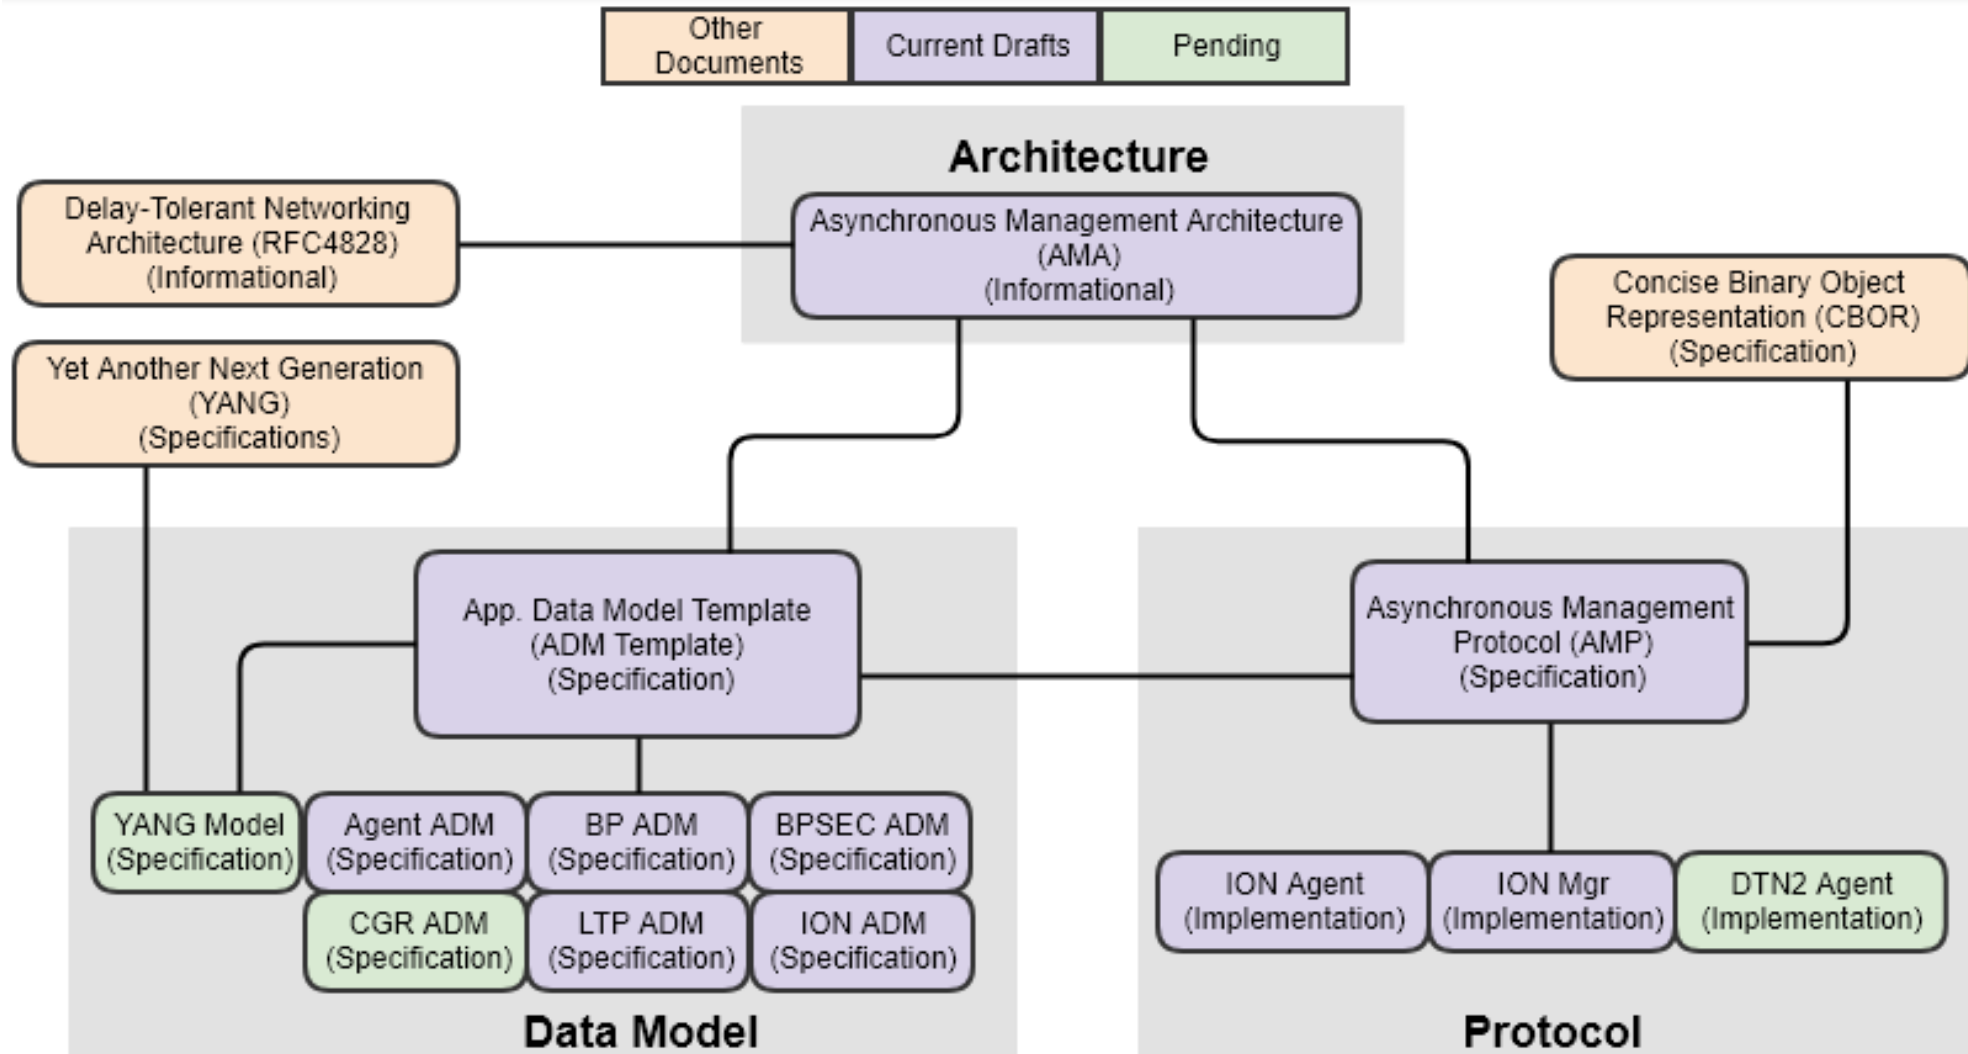 Other
Documents
Current Drafts
Pending
Architecture
Delay-Tolerant Networking
Architecture (RFC4828)
(Informational)
Asynchronous Management Architecture
(AMA)
(Informational)
Concise Binary Object
Representation (CBOR)
(Specification)
Yet Another Next Generation
(YANG)
(Specifications)
App. Data Model Template
(ADM Template)
(Specification)
Asynchronous Management
Protocol (AMP)
(Specification)
YANG Model
(Specification)
Agent ADM
(Specification)
BP ADM
(Specification)
BPSEC ADM
(Specification)
CGR ADM
(Specification)
LTP ADM
(Specification)
ION ADM
(Specification)
ION Agent
(Implementation)
ION Mgr
(Implementation)
DTN2 Agent
(Implementation)
Data Model
Protocol